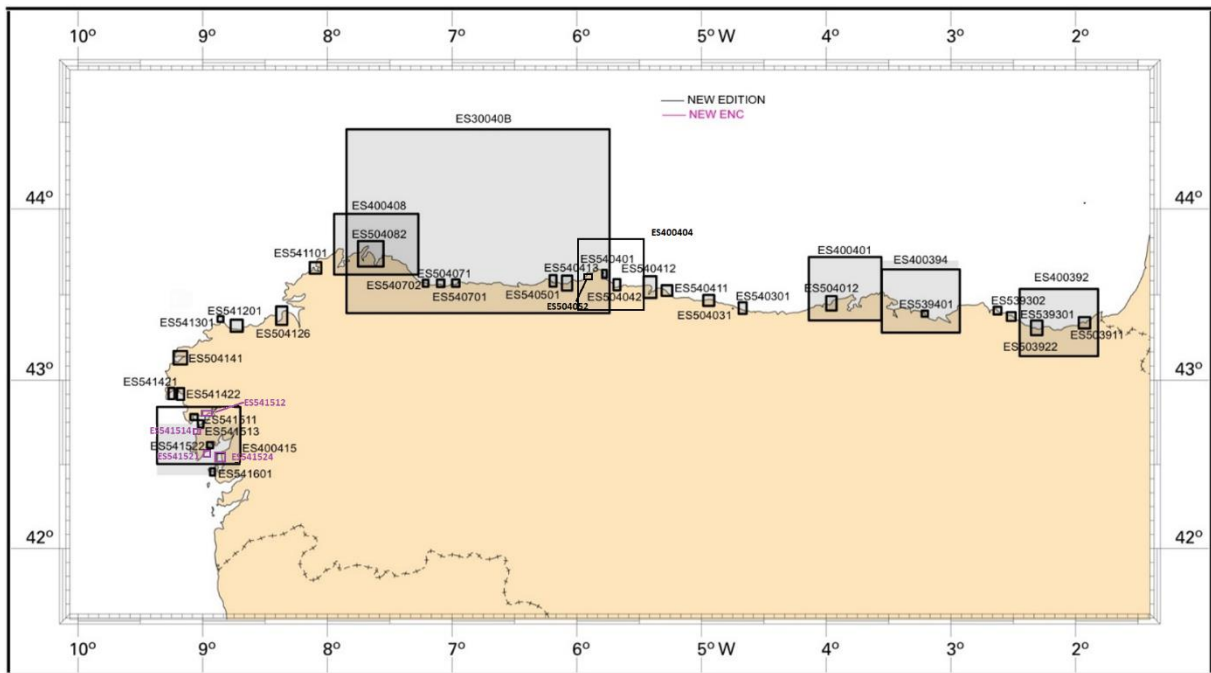 10° 9° 8° 7° 6° 5° W 4° 3° 2°
NEW EDITION
NEW ENC
ES30040B
44° 44°
ES400408
ES504082
ES400404
ES541101
ES540401
ES540413
ES540412
ES400401
ES400394
ES504071
ES540702
ES540701
ES540501
ES504052
ES504042
ES540411
ES504031
ES540301
ES504012
ES539401
ES400392
ES539302
ES539301
ES503911
ES503922
ES541201
ES541301
ES504126
ES504141
43° 43°
ES541421
ES541422
ES541512
ES541511
ES541514
ES541513
ES541522
ES400415
ES541521
ES541524
ES541601
42° 42°
10° 9° 8° 7° 6° 5° W 4° 3° 2°